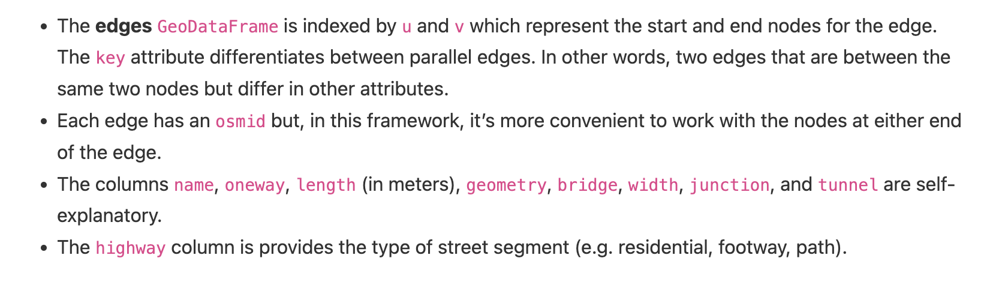 • The edges GeoDataFrame is indexed by u and v which represent the start and end nodes for the edge.
The key attribute differentiates between parallel edges. In other words, two edges that are between the
same two nodes but differ in other attributes.
• Each edge has an osmid but, in this framework, it’s more convenient to work with the nodes at either end
of the edge.
• The columns name, oneway, length (in meters), geometry, bridge, width, junction, and tunnel are self-
explanatory.
• The highway column is provides the type of street segment (e.g. residential, footway, path).